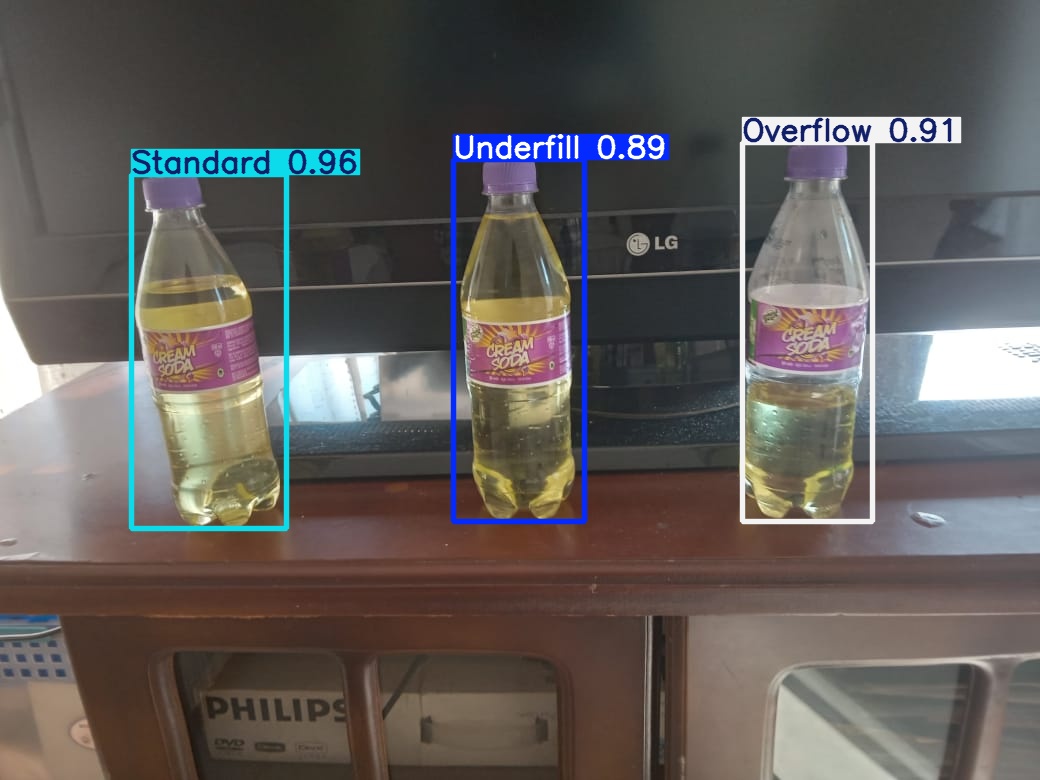 Standard 0.96
Underfill 0.89
Overflow 0.91
LG
CREAM
SODA
CREAM
SODA
CREAM
SODA
PHILIPS
DVD